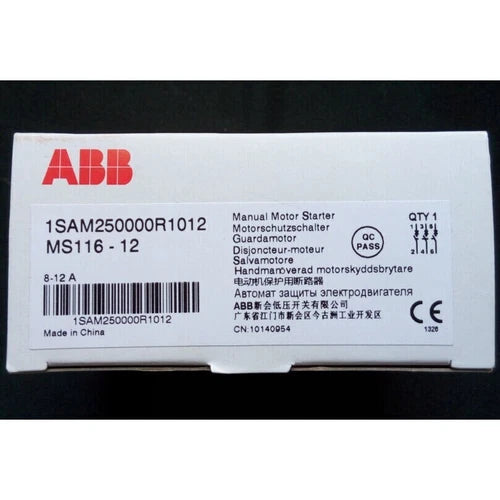 ABB
1SAM250000R1012
MS116 - 12
8-12 A
1SAM250000R1012
Made in China
Manual Motor Starter
Motorschutzschalter
Guardamotor
Disjoncteur-moteur
Salvamotore
Handmanövrerad motorskyddsbrytare
电动机保护用断路器
Автомат защиты электродвигателя
ABB新会低压开关有限公司
广东省江门市新会区今古洲工业开发区
CN:10140954
QC
PASS
QTY 1
1 3 5
2 4 6
CE
1326